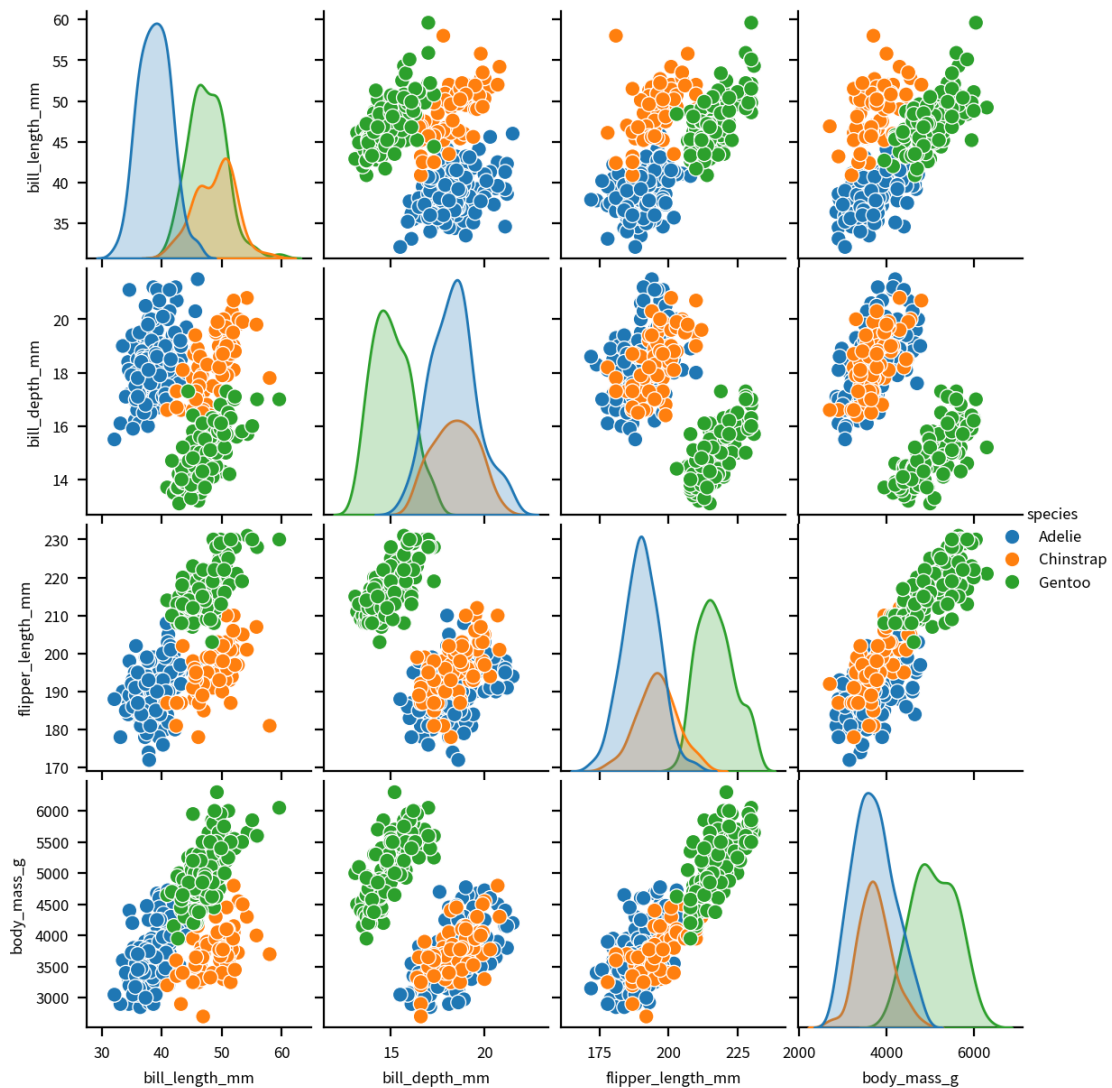 60
55
50
45
40
35
bill_length_mm
20
18
16
14
bill_depth_mm
species
Adelie
Chinstrap
Gentoo
230
220
210
200
190
180
170
flipper_length_mm
6000
5500
5000
4500
4000
3500
3000
body_mass_g
30 40 50 60
15 20
175 200 225
2000 4000 6000
bill_length_mm
bill_depth_mm
flipper_length_mm
body_mass_g